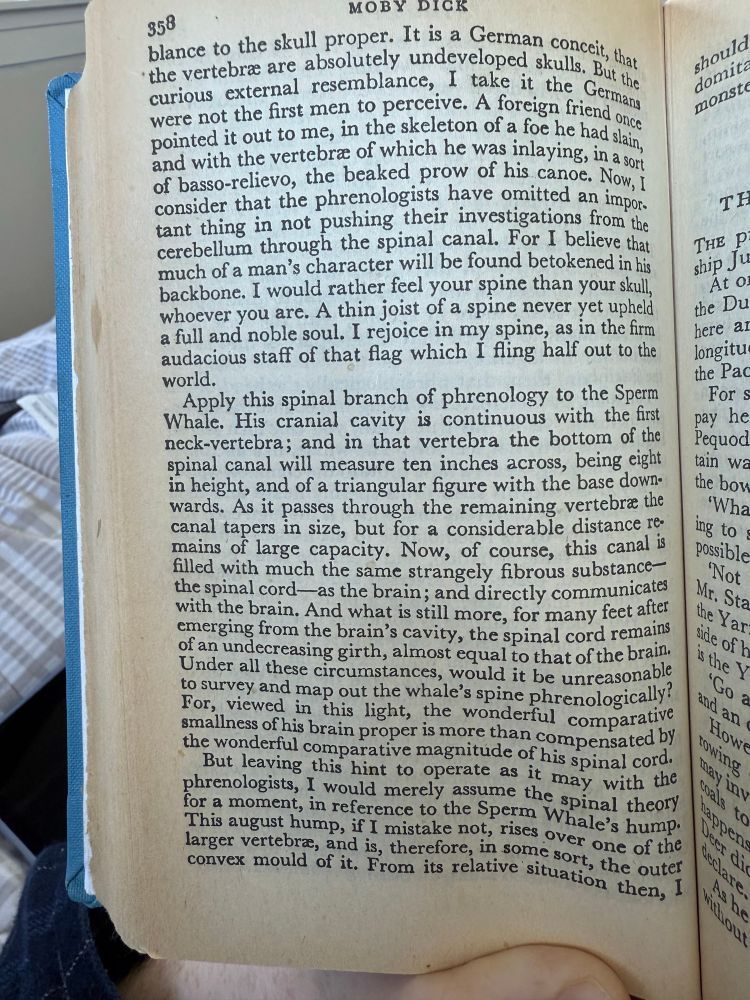 358
MOBY DICK
blance to the skull proper. It is a German conceit, that
the vertebræ are absolutely undeveloped skulls. But the
curious external resemblance, I take it the Germans
were not the first men to perceive. A foreign friend once
pointed it out to me, in the skeleton of a foe he had slain,
and with the vertebræ of which he was inlaying, in a sort
of basso-relievo, the beaked prow of his canoe. Now, I
consider that the phrenologists have omitted an impor-
tant thing in not pushing their investigations from the
cerebellum through the spinal canal. For I believe that
much of a man's character will be found betokened in his
backbone. I would rather feel your spine than your skull,
whoever you are. A thin joist of a spine never yet upheld
a full and noble soul. I rejoice in my spine, as in the firm
audacious staff of that flag which I fling half out to the
world.
Apply this spinal branch of phrenology to the Sperm
Whale. His cranial cavity is continuous with the first
neck-vertebra; and in that vertebra the bottom of the
spinal canal will measure ten inches across, being eight
in height, and of a triangular figure with the base down-
wards. As it passes through the remaining vertebræ the
canal tapers in size, but for a considerable distance re-
mains of large capacity. Now, of course, this canal is
filled with much the same strangely fibrous substance—
the spinal cord—as the brain; and directly communicates
with the brain. And what is still more, for many feet after
emerging from the brain's cavity, the spinal cord remains
of an undecreasing girth, almost equal to that of the brain.
Under all these circumstances, would it be unreasonable
to survey and map out the whale's spine phrenologically?
For, viewed in this light, the wonderful comparative
smallness of his brain proper is more than compensated by
the wonderful comparative magnitude of his spinal cord.
But leaving this hint to operate as it may with the
phrenologists, I would merely assume the spinal theory
for a moment, in reference to the Sperm Whale's hump.
This august hump, if I mistake not, rises over one of the
larger vertebræ, and is, therefore, in some sort, the outer
convex mould of it. From its relative situation then, I
should
domita
monste
TH
THE p
ship Ju
At o
the Du
here a
longitu
the Pac
For s
pay he
Pequod
tain wa
the bow
'Wha
ing to s
possible
'Not
Mr. Sta
the Yar
side of h
is the Y
'Go a
and an o
Howe
rowing
may inv
coals to
happens
Deer did
declare-
As he
without